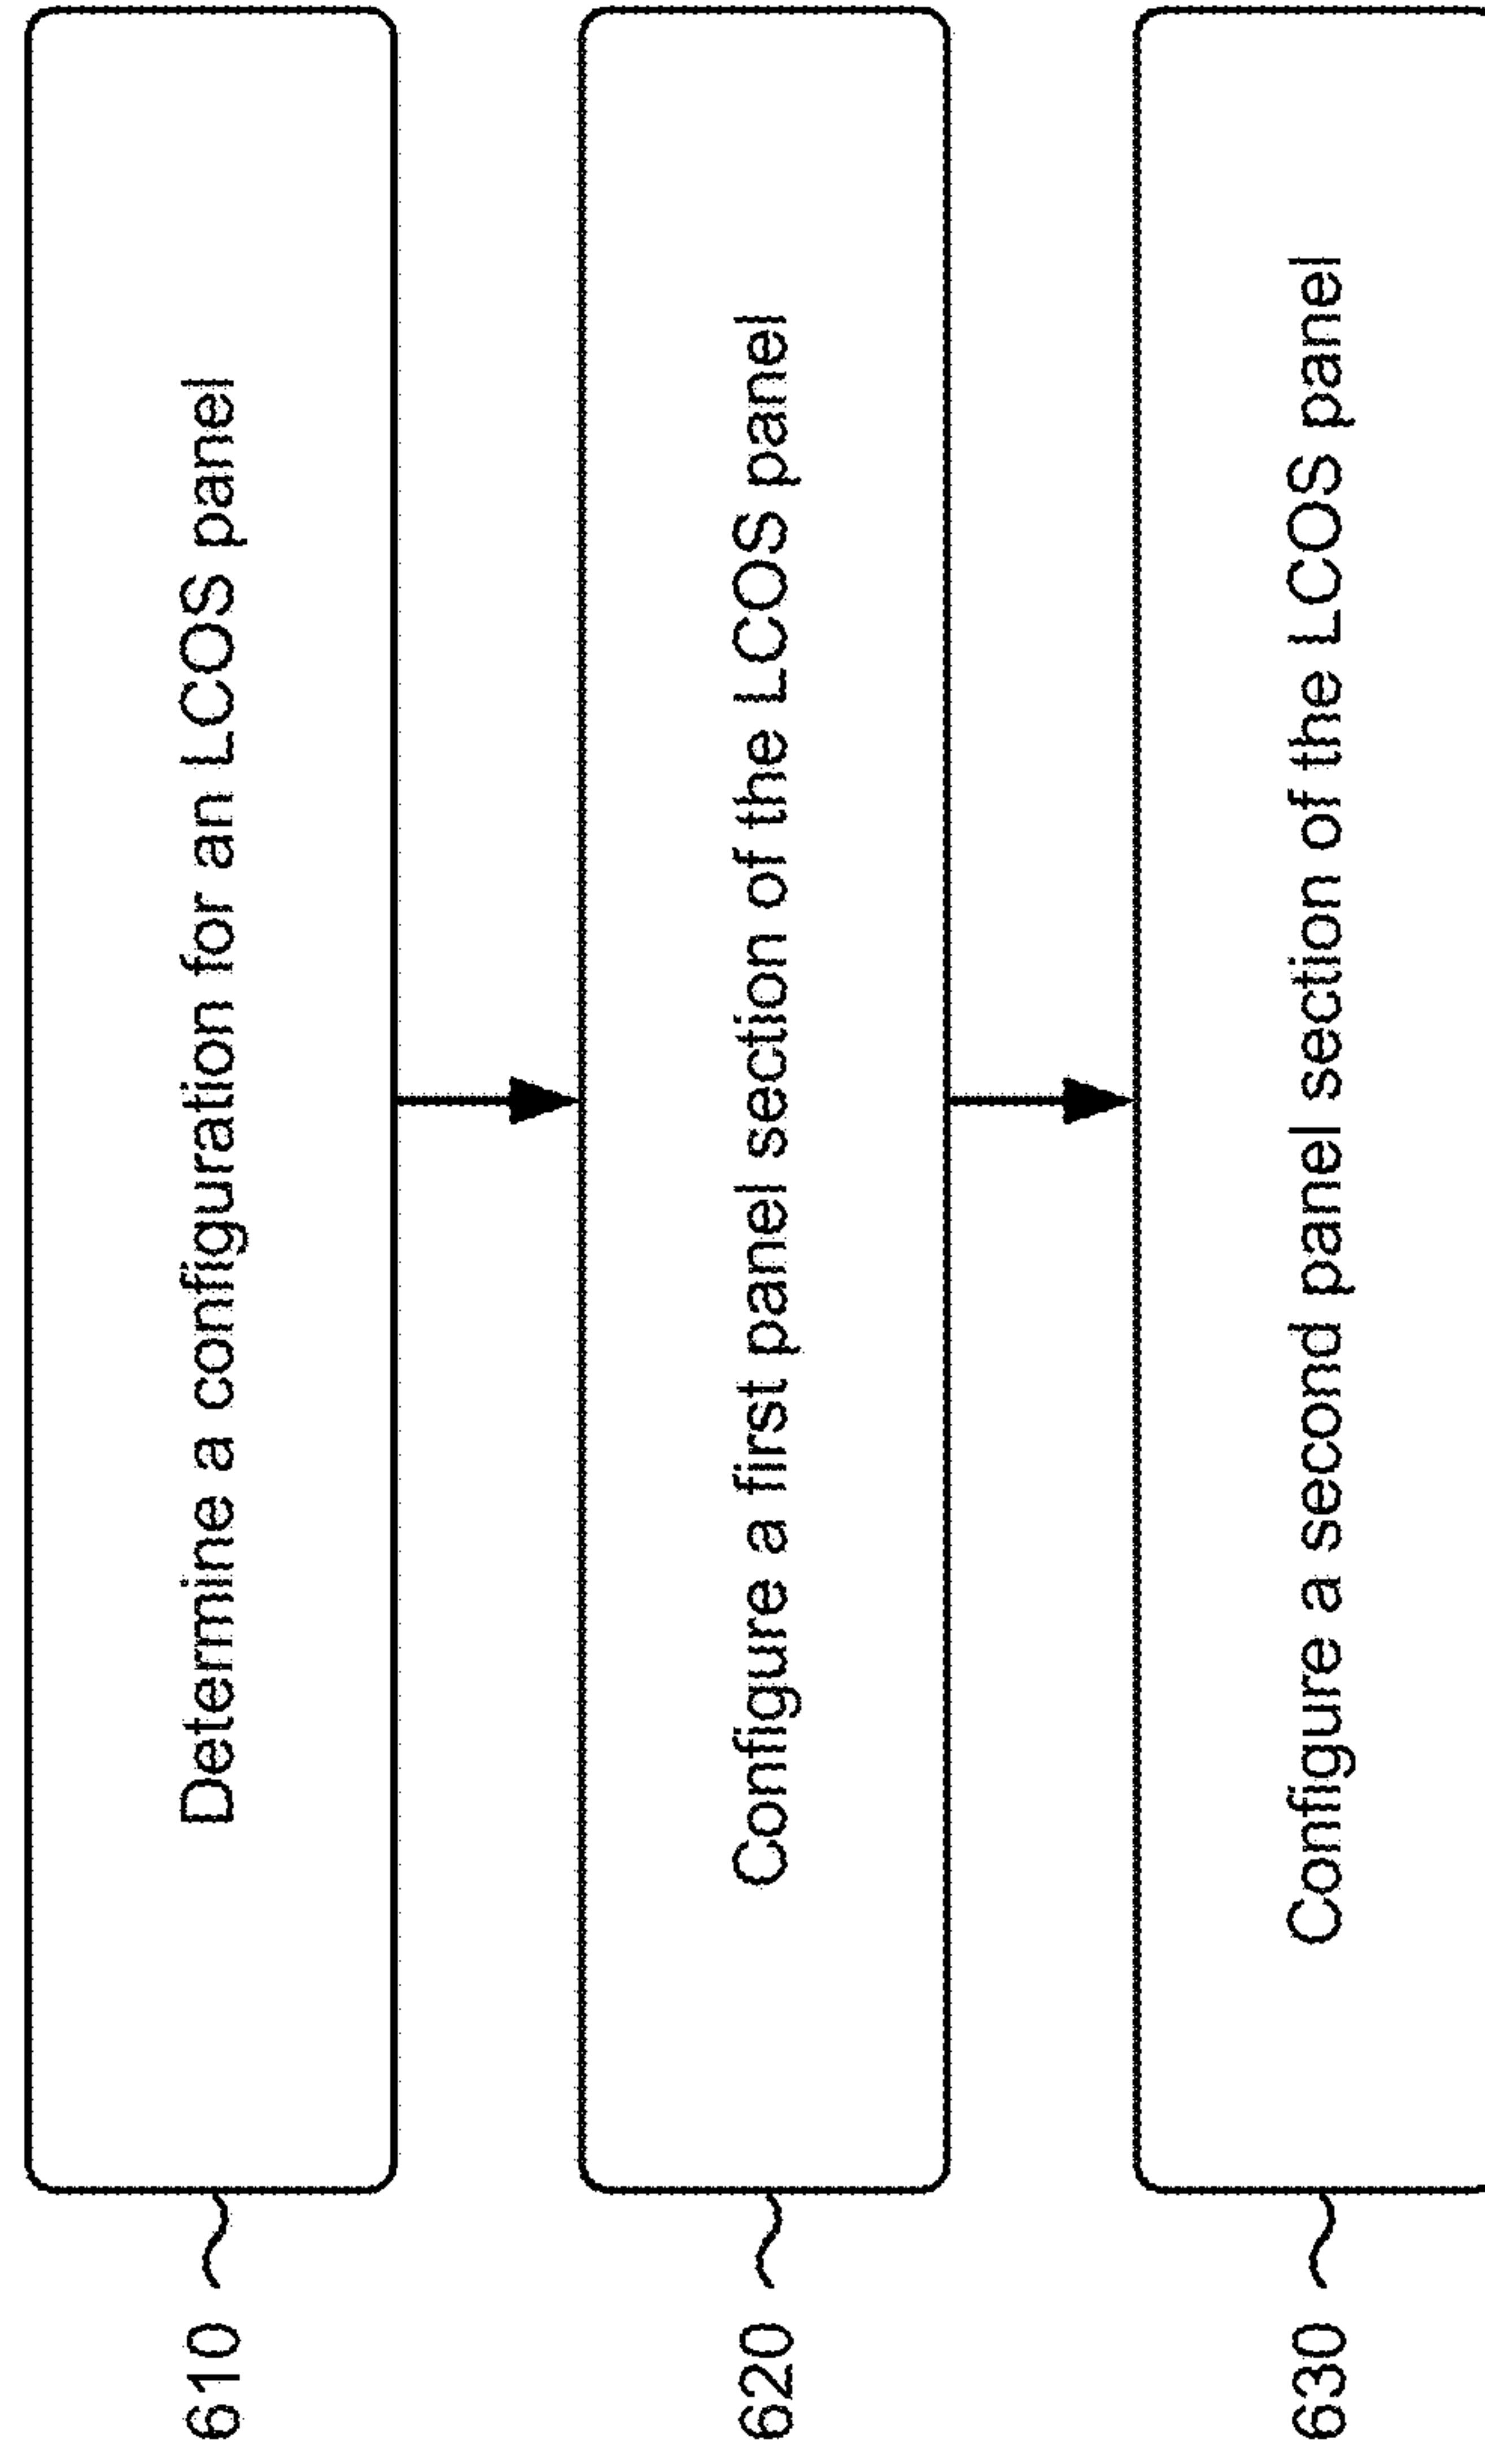 610
Determine a configuration for an LCOS panel
620
Configure a first panel section of the LCOS panel
630
Configure a second panel section of the LCOS panel